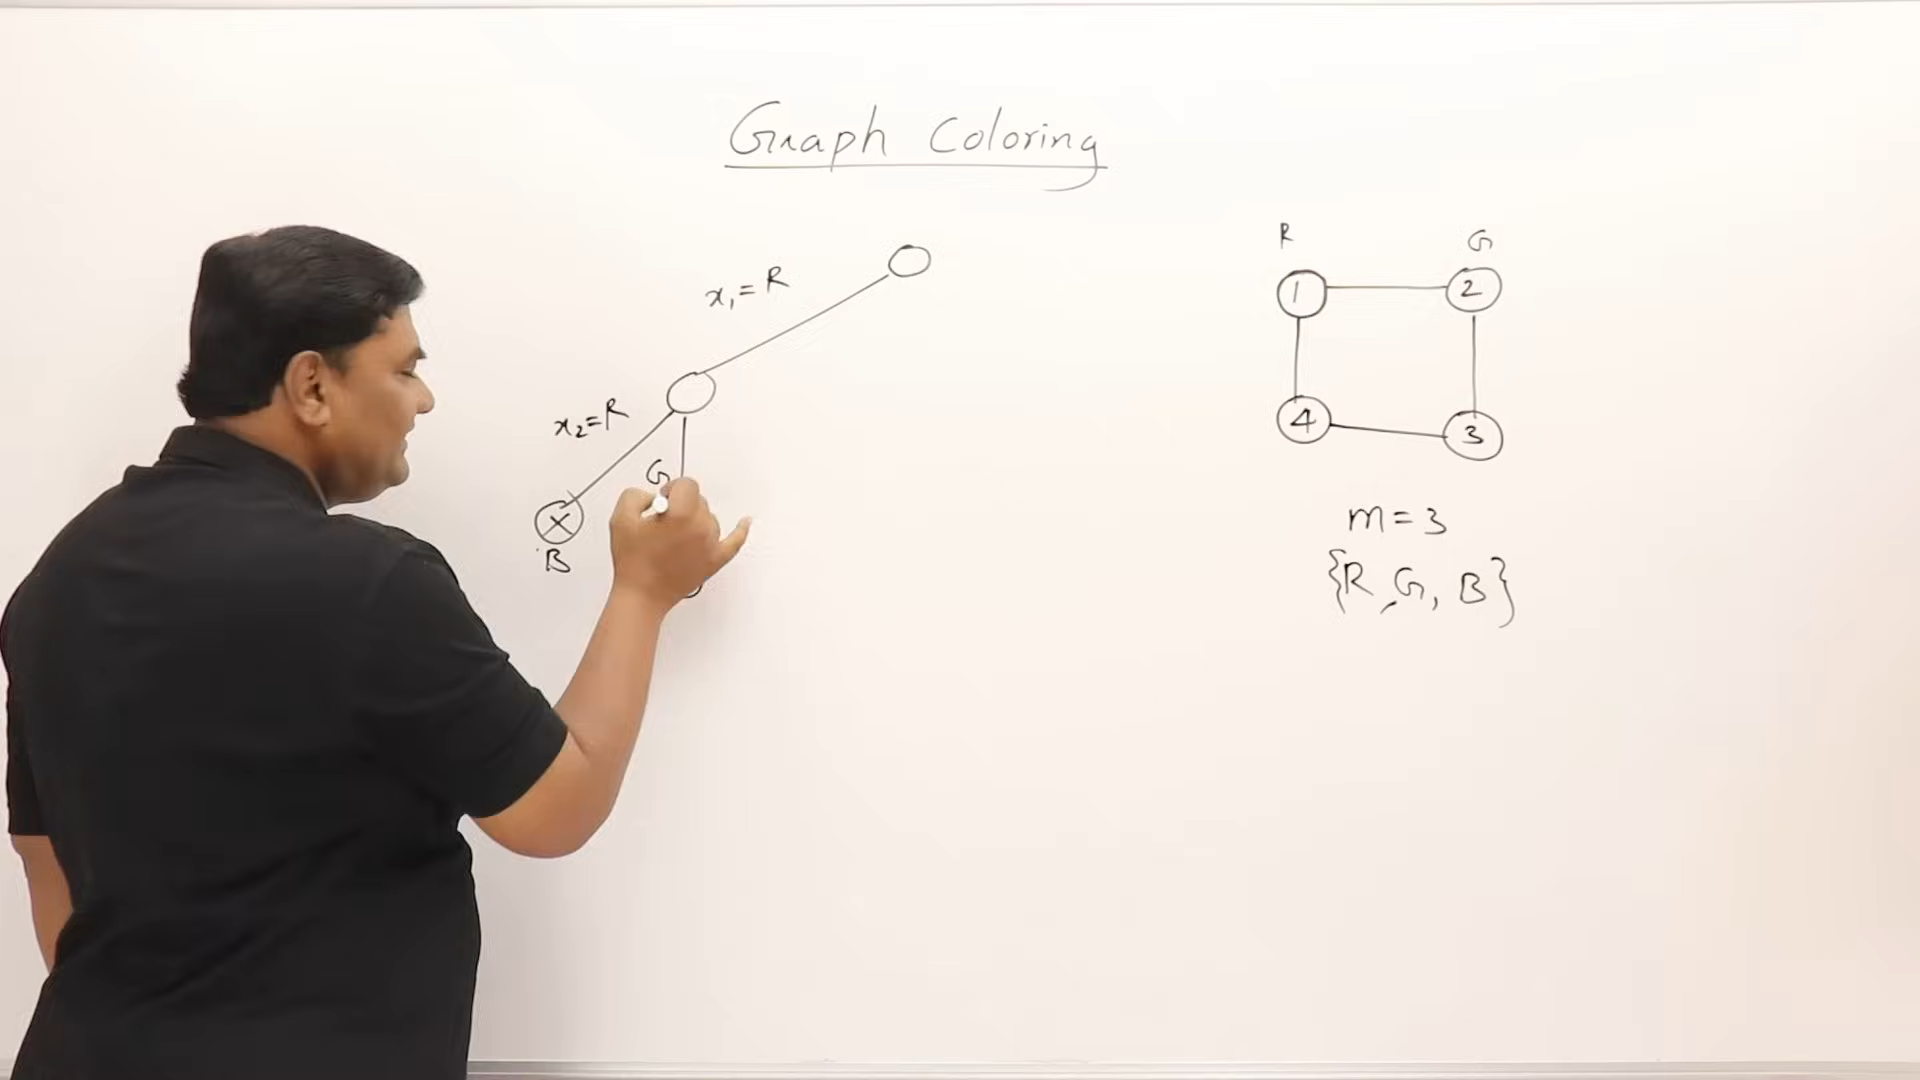 Graph Coloring
x₁=R
x₂=R
G
X
B
R G
1 2
4 3
m=3
{R, G, B}